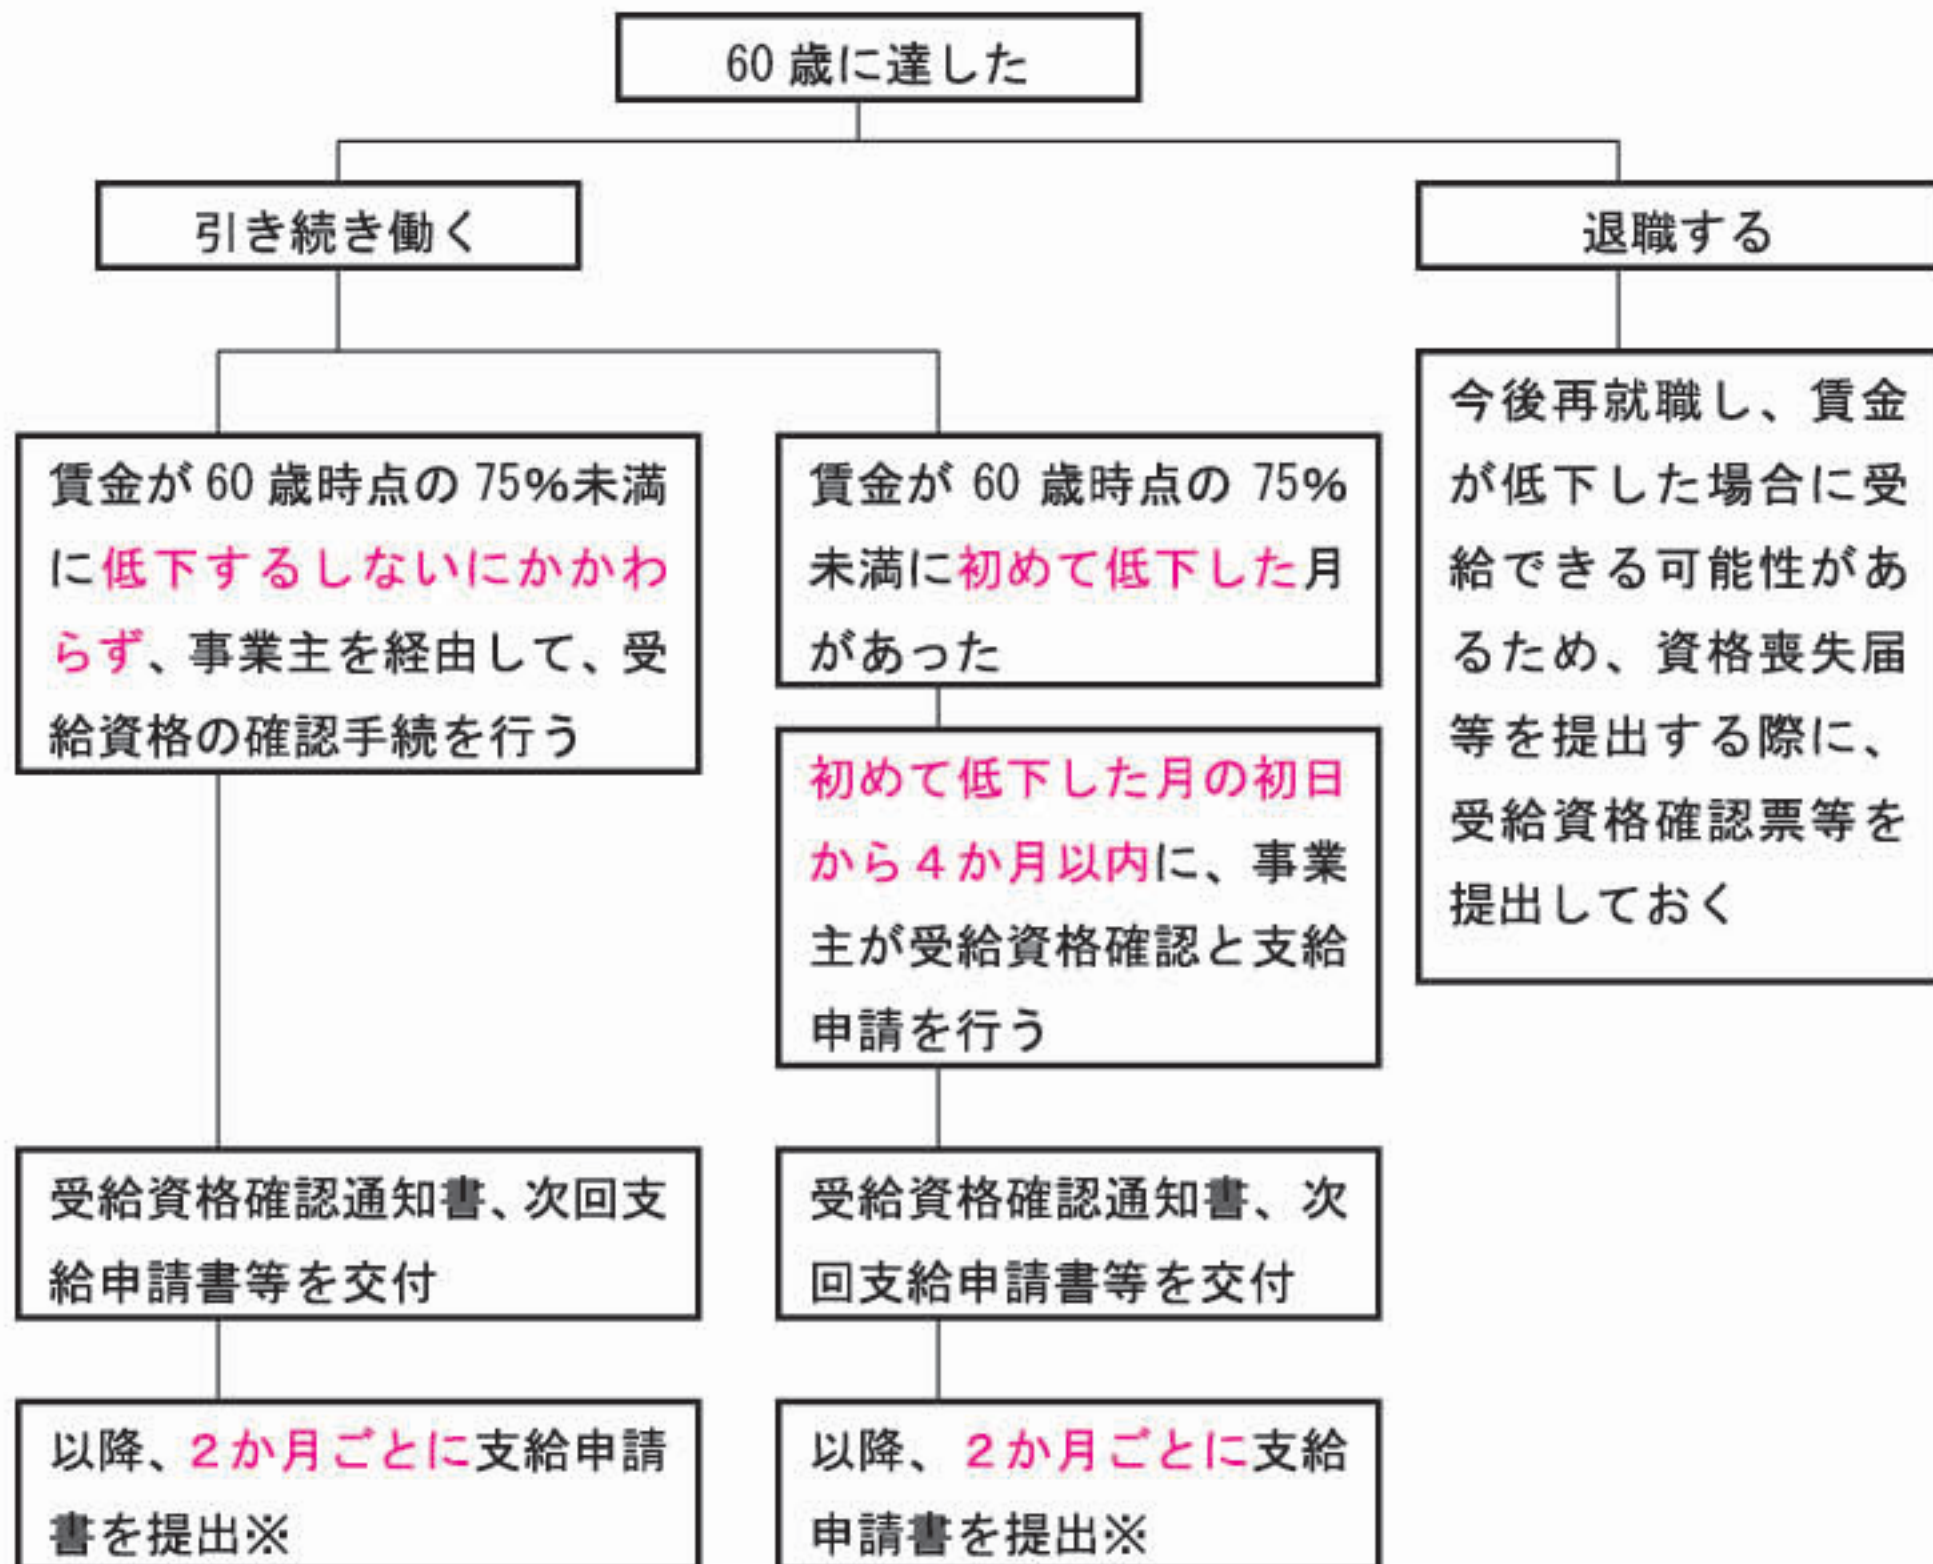 60歳に達した
引き続き働く
退職する
賃金が60歳時点の75%未満
に低下するしないにかかわ
らず、事業主を経由して、受
給資格の確認手続を行う
受給資格確認通知書、次回支
給申請書等を交付
以降、２か月ごとに支給申請
書を提出※
賃金が60歳時点の75%
未満に初めて低下した月
があった
初めて低下した月の初日
から４か月以内に、事業
主が受給資格確認と支給
申請を行う
受給資格確認通知書、次
回支給申請書等を交付
以降、２か月ごとに支給
申請書を提出※
今後再就職し、賃金
が低下した場合に受
給できる可能性があ
るため、資格喪失届
等を提出する際に、
受給資格確認票等を
提出しておく